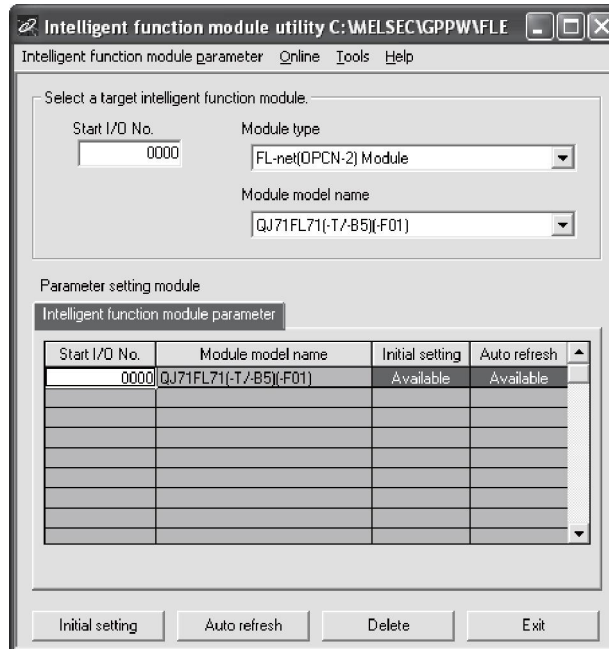 Intelligent function module utility C:\MELSEC\GPPW\FLE
Intelligent function module parameter Online Tools Help
Select a target intelligent function module.
Start I/O No. Module type
0000 FL-net(OPCN-2) Module
Module model name
QJ71FL71(-T/-B5)(-F01)
Parameter setting module
Intelligent function module parameter
Start I/O No. Module model name Initial setting Auto refresh
0000 QJ71FL71(-T/-B5)(-F01) Available Available
Initial setting Auto refresh Delete Exit